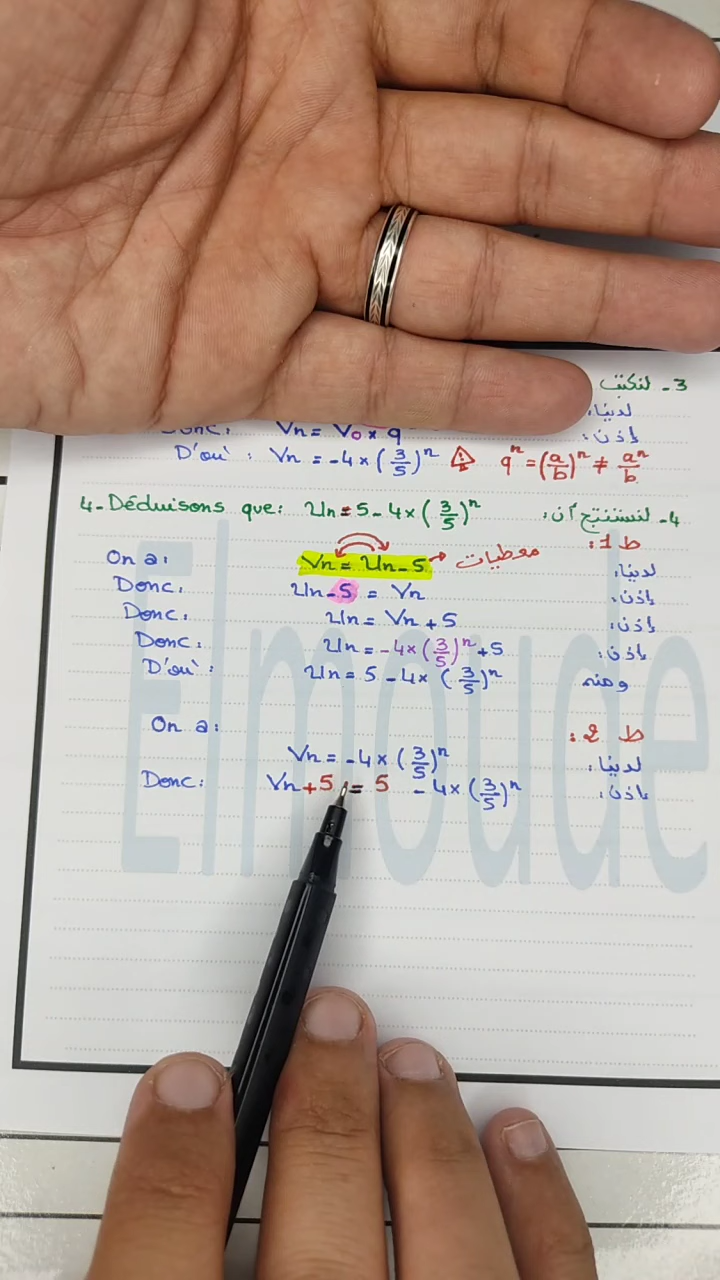 3 - لنكتب
لدينا:
Donc: Vn = V0 × q إذن:
D'où : Vn = -4 × (3/5)^n ⚠ q^n = (a/b)^n ≠ a^n/b
4- Déduisons que: Un = 5 - 4 × (3/5)^n 4- لنستنتج أن:
ط 1:
On a: Vn = Un - 5 → معطيات لدينا:
Donc: Un - 5 = Vn إذن:
Donc: Un = Vn + 5 إذن:
Donc: Un = -4 × (3/5)^n + 5 إذن:
D'où: Un = 5 - 4 × (3/5)^n ومنه
On a: ط 2:
Vn = -4 × (3/5)^n لدينا:
Donc: Vn + 5 = 5 - 4 × (3/5)^n إذن:
Elmoude